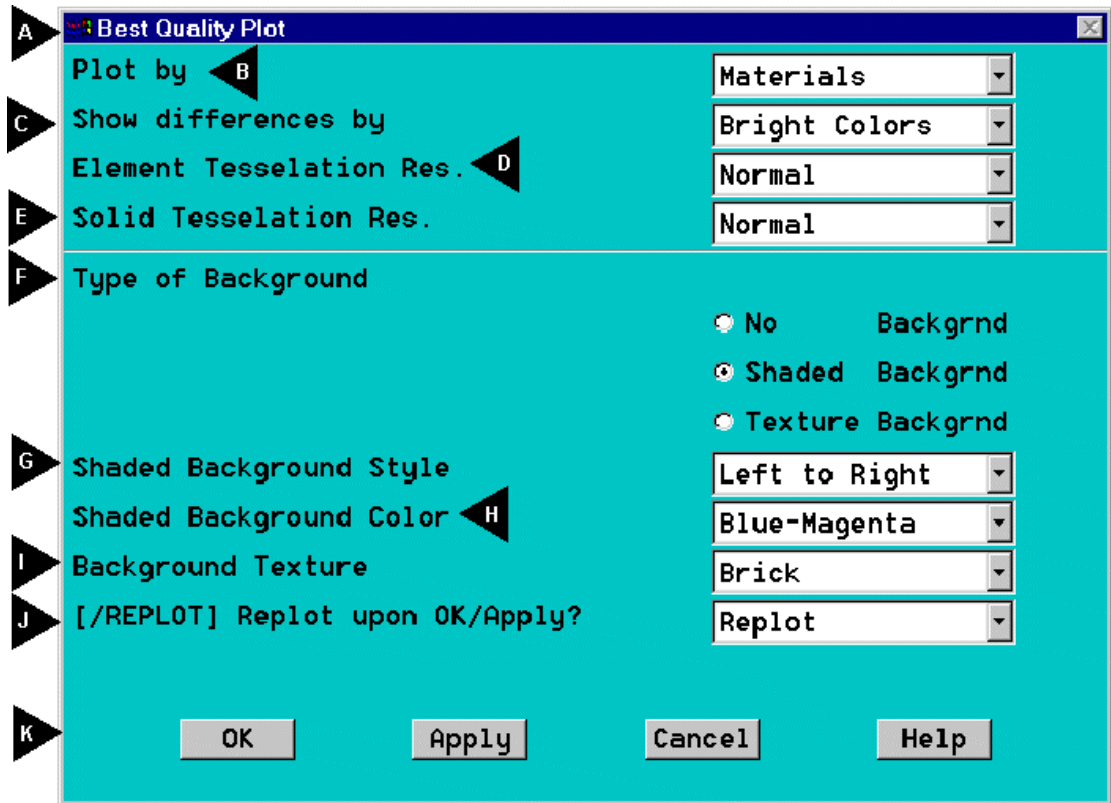 A Best Quality Plot
Plot by B Materials
C Show differences by Bright Colors
Element Tesselation Res. D Normal
E Solid Tesselation Res. Normal
F Type of Background
No Backgrnd
Shaded Backgrnd
Texture Backgrnd
G Shaded Background Style Left to Right
Shaded Background Color H Blue-Magenta
I Background Texture Brick
J [/REPLOT] Replot upon OK/Apply? Replot
K OK Apply Cancel Help